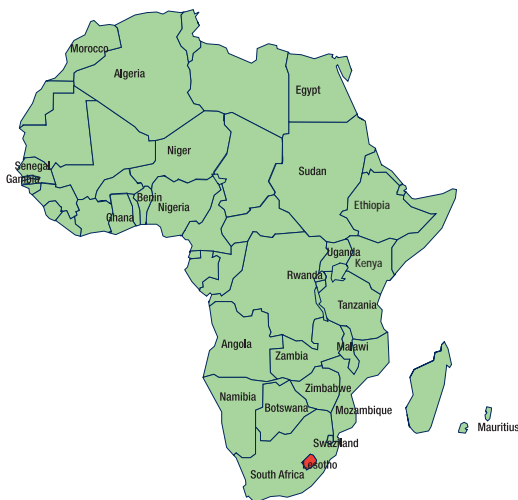 Morocco
Algeria
Egypt
Niger
Senegal
Sudan
Gambia
Benin
Ethiopia
Nigeria
Ghana
Uganda
Kenya
Rwanda
Tanzania
Angola
Malawi
Zambia
Zimbabwe
Namibia
Botswana
Mozambique
Mauritius
Swaziland
Lesotho
South Africa